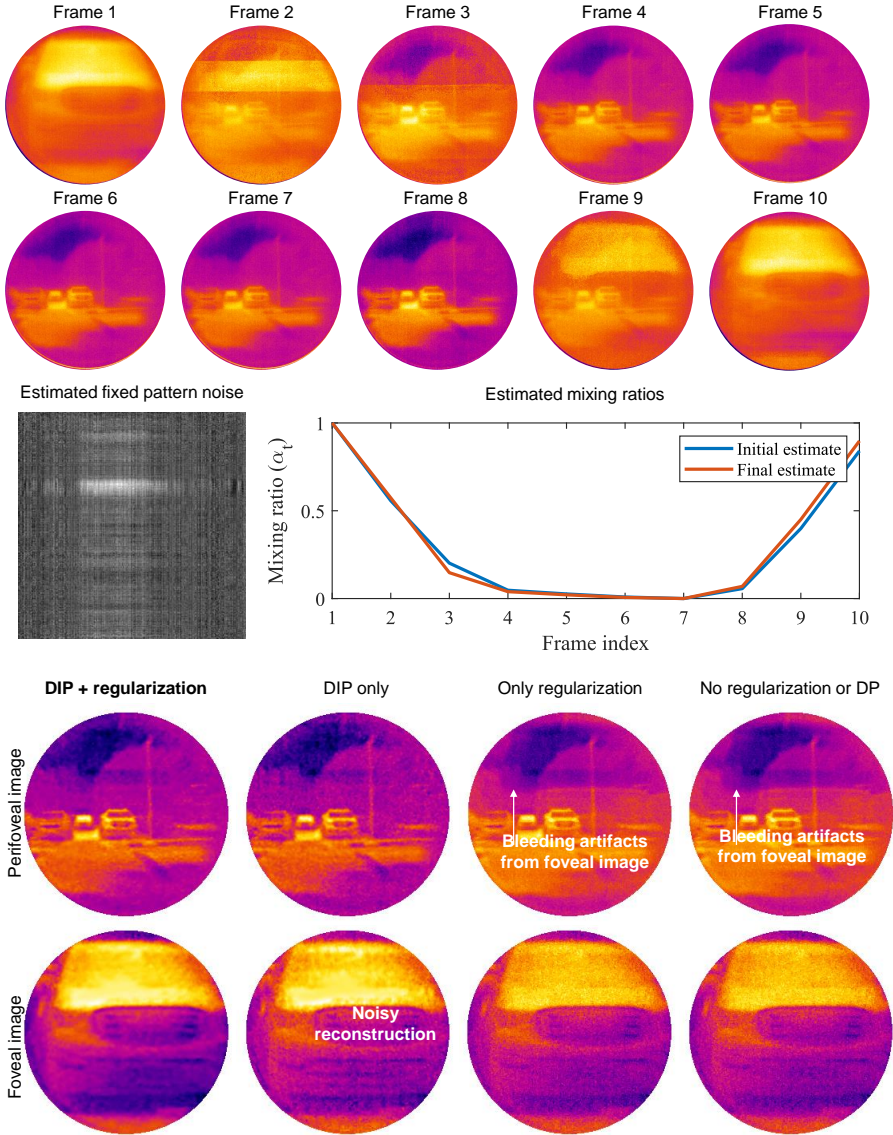 Frame 1
Frame 2
Frame 3
Frame 4
Frame 5
Frame 6
Frame 7
Frame 8
Frame 9
Frame 10
Estimated fixed pattern noise
Estimated mixing ratios
Mixing ratio (α_t)
1
0.5
0
Initial estimate
Final estimate
1 2 3 4 5 6 7 8 9 10
Frame index
DIP + regularization
DIP only
Only regularization
No regularization or DP
Perifoveal image
Bleeding artifacts
from foveal image
Bleeding artifacts
from foveal image
Foveal image
Noisy
reconstruction